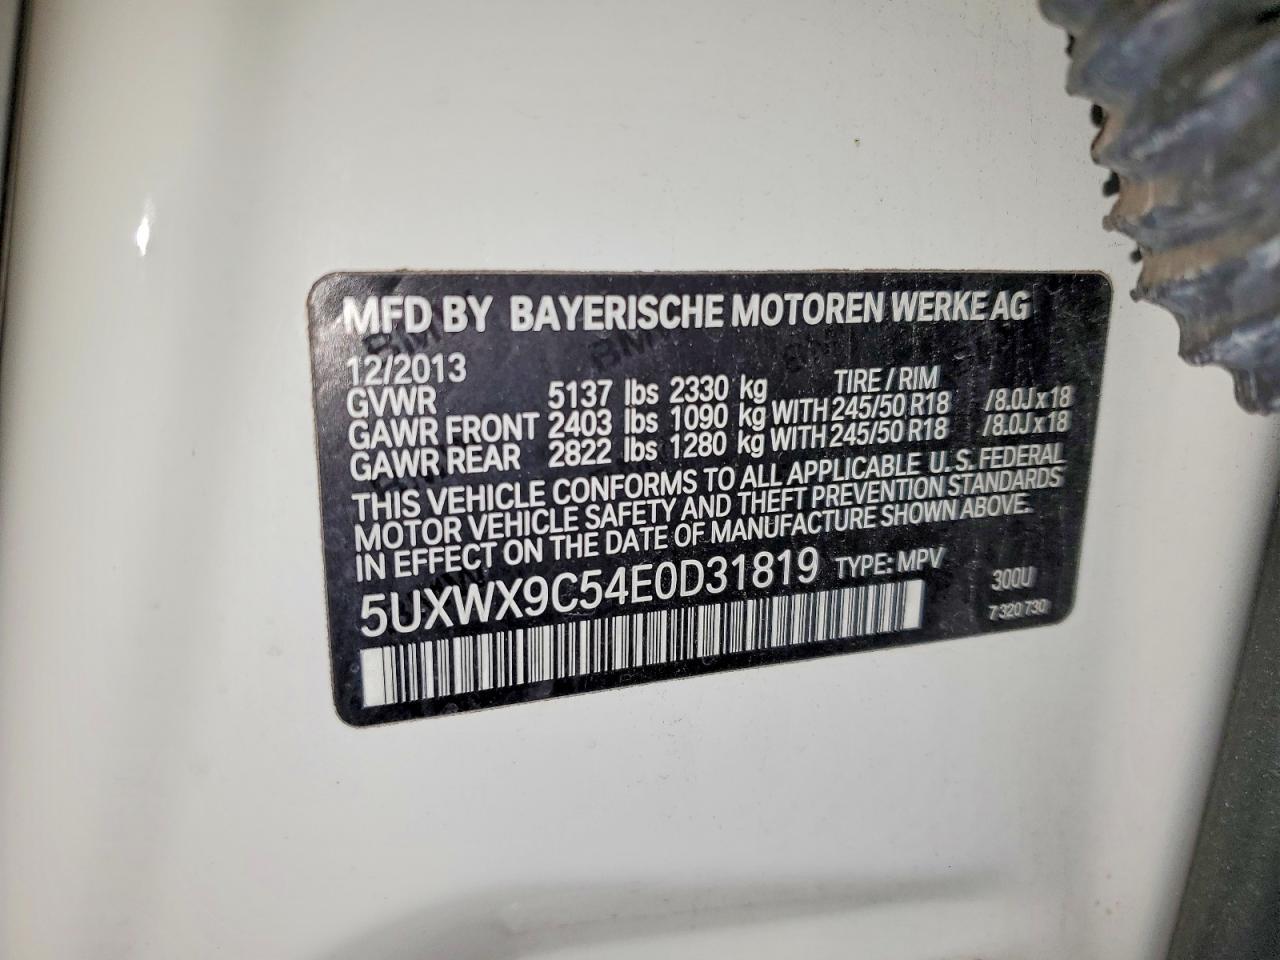 MFD BY BAYERISCHE MOTOREN WERKE AG
12/2013 TIRE / RIM
GVWR 5137 lbs 2330 kg
GAWR FRONT 2403 lbs 1090 kg WITH 245/50 R18 /8.0J x 18
GAWR REAR 2822 lbs 1280 kg WITH 245/50 R18 /8.0J x 18
THIS VEHICLE CONFORMS TO ALL APPLICABLE U.S. FEDERAL
MOTOR VEHICLE SAFETY AND THEFT PREVENTION STANDARDS
IN EFFECT ON THE DATE OF MANUFACTURE SHOWN ABOVE.
5UXWX9C54E0D31819 TYPE: MPV 300U
7 320 730